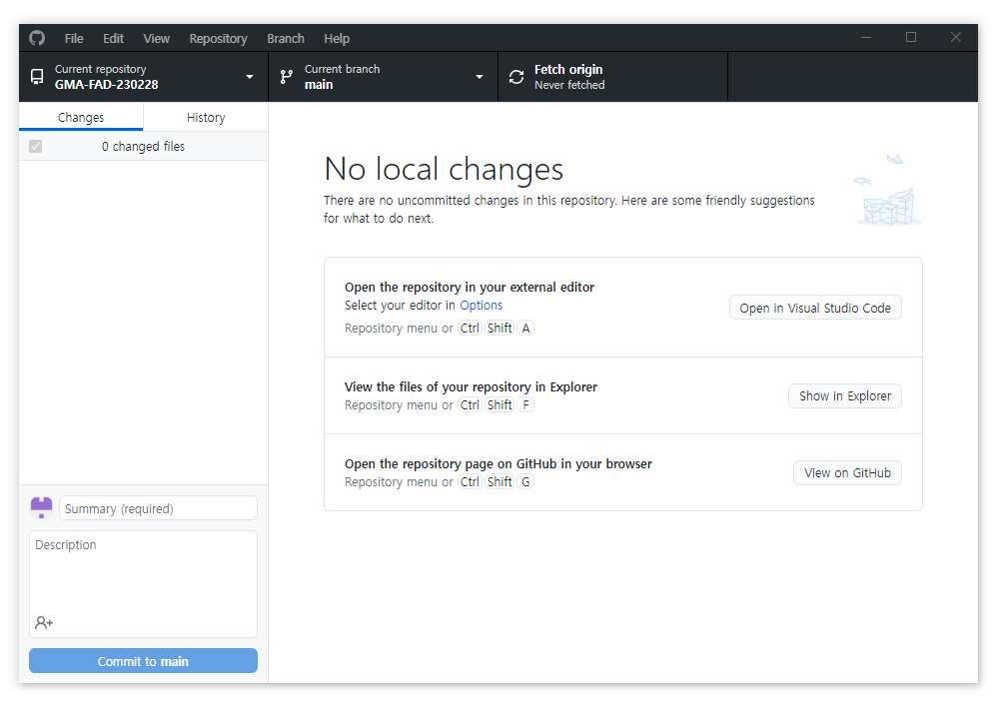 File Edit View Repository Branch Help
Current repository
GMA-FAD-230228
Current branch
main
Fetch origin
Never fetched
Changes
History
0 changed files
No local changes
There are no uncommitted changes in this repository. Here are some friendly suggestions
for what to do next.
Open the repository in your external editor
Select your editor in Options
Repository menu or Ctrl Shift A
Open in Visual Studio Code
View the files of your repository in Explorer
Repository menu or Ctrl Shift F
Show in Explorer
Open the repository page on GitHub in your browser
Repository menu or Ctrl Shift G
View on GitHub
Summary (required)
Description
Commit to main